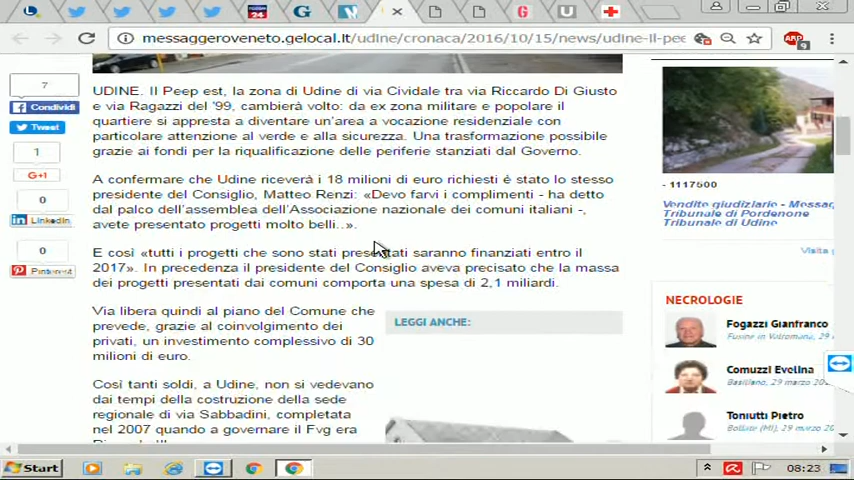 messaggeroveneto.gelocal.it/udine/cronaca/2016/10/15/news/udine-il-pee
7
Condividi
Tweet
1
G+1
0
LinkedIn
0
Pinterest
UDINE. Il Peep est, la zona di Udine di via Cividale tra via Riccardo Di Giusto
e via Ragazzi del '99, cambierà volto: da ex zona militare e popolare il
quartiere si appresta a diventare un'area a vocazione residenziale con
particolare attenzione al verde e alla sicurezza. Una trasformazione possibile
grazie ai fondi per la riqualificazione delle periferie stanziati dal Governo.
A confermare che Udine riceverà i 18 milioni di euro richiesti è stato lo stesso
presidente del Consiglio, Matteo Renzi: «Devo farvi i complimenti - ha detto
dal palco dell'assemblea dell'Associazione nazionale dei comuni italiani -,
avete presentato progetti molto belli..».
E così «tutti i progetti che sono stati presentati saranno finanziati entro il
2017». In precedenza il presidente del Consiglio aveva precisato che la massa
dei progetti presentati dai comuni comporta una spesa di 2,1 miliardi.
Via libera quindi al piano del Comune che
prevede, grazie al coinvolgimento dei
privati, un investimento complessivo di 30
milioni di euro.
Così tanti soldi, a Udine, non si vedevano
dai tempi della costruzione della sede
regionale di via Sabbadini, completata
nel 2007 quando a governare il Fvg era
LEGGI ANCHE:
- 1117500
Vendite giudiziarie - Messag
Tribunale di Pordenone
Tribunale di Udine
Visita
NECROLOGIE
Fogazzi Gianfranco
29
Comuzzi Evelina
Basiliano, 29 marzo 20
Toniutti Pietro
29 marzo 20
Start
08:23